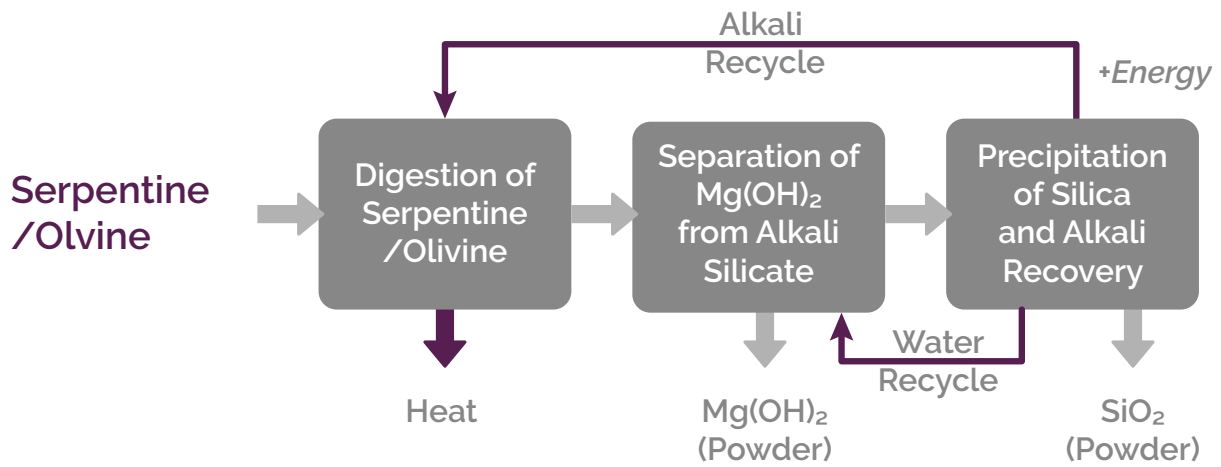 Alkali
Recycle
+Energy
Serpentine
/Olvine
Digestion of
Serpentine
/Olivine
Separation of
Mg(OH)₂
from Alkali
Silicate
Precipitation
of Silica
and Alkali
Recovery
Water
Recycle
Heat
Mg(OH)₂
(Powder)
SiO₂
(Powder)